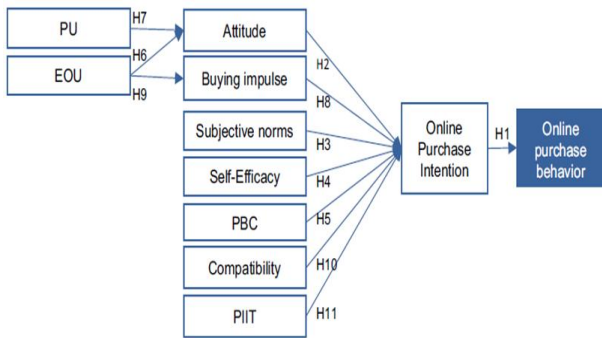 PU
H7
Attitude
H6
H2
EOU
Buying impulse
H9
H8
Subjective norms
H3
Online
Purchase
Intention
H1
Online
purchase
behavior
Self-Efficacy
H4
PBC
H5
Compatibility
H10
PIIT
H11